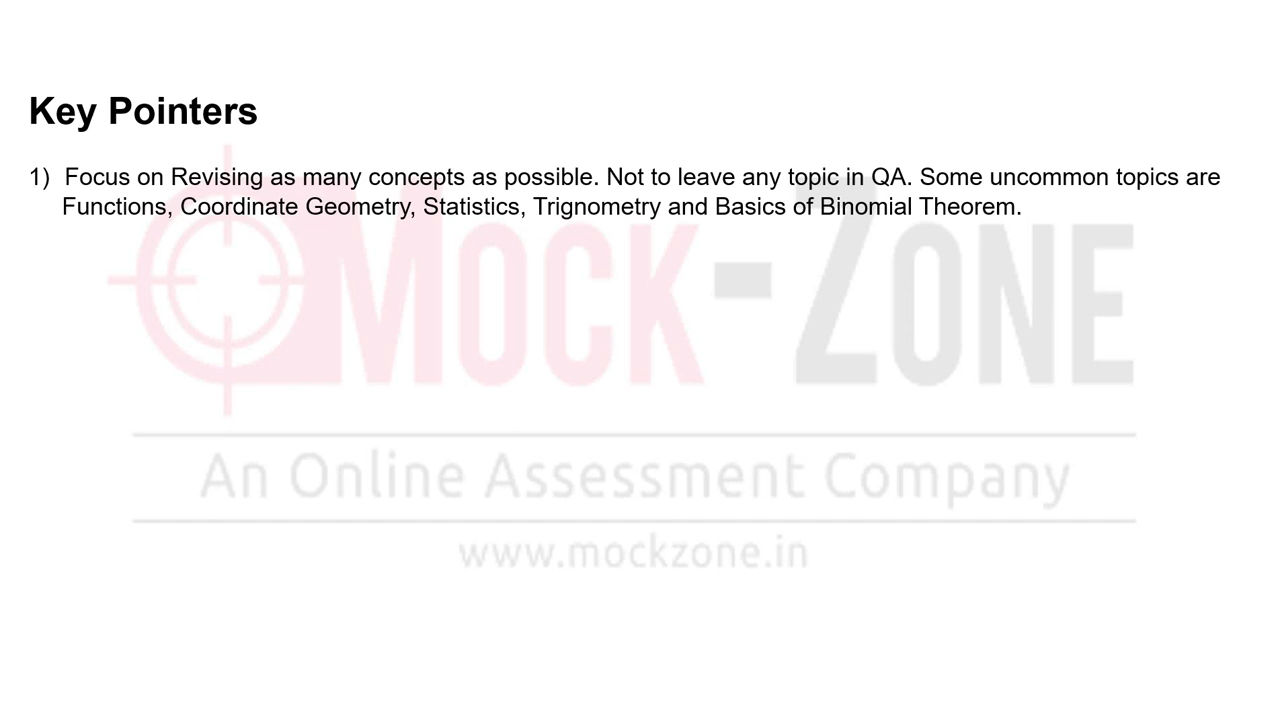 Key Pointers
1) Focus on Revising as many concepts as possible. Not to leave any topic in QA. Some uncommon topics are
Functions, Coordinate Geometry, Statistics, Trignometry and Basics of Binomial Theorem.
MOCK-ZONE
An Online Assessment Company
www.mockzone.in